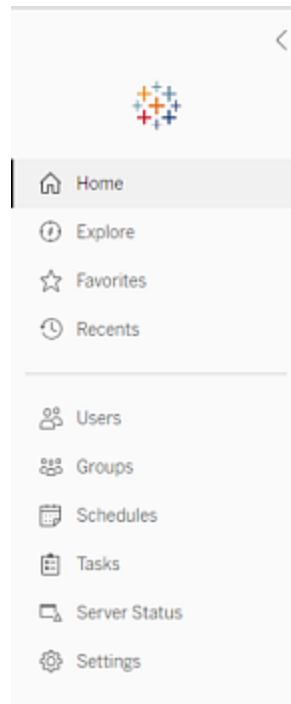 Home
Explore
Favorites
Recents
Users
Groups
Schedules
Tasks
Server Status
Settings